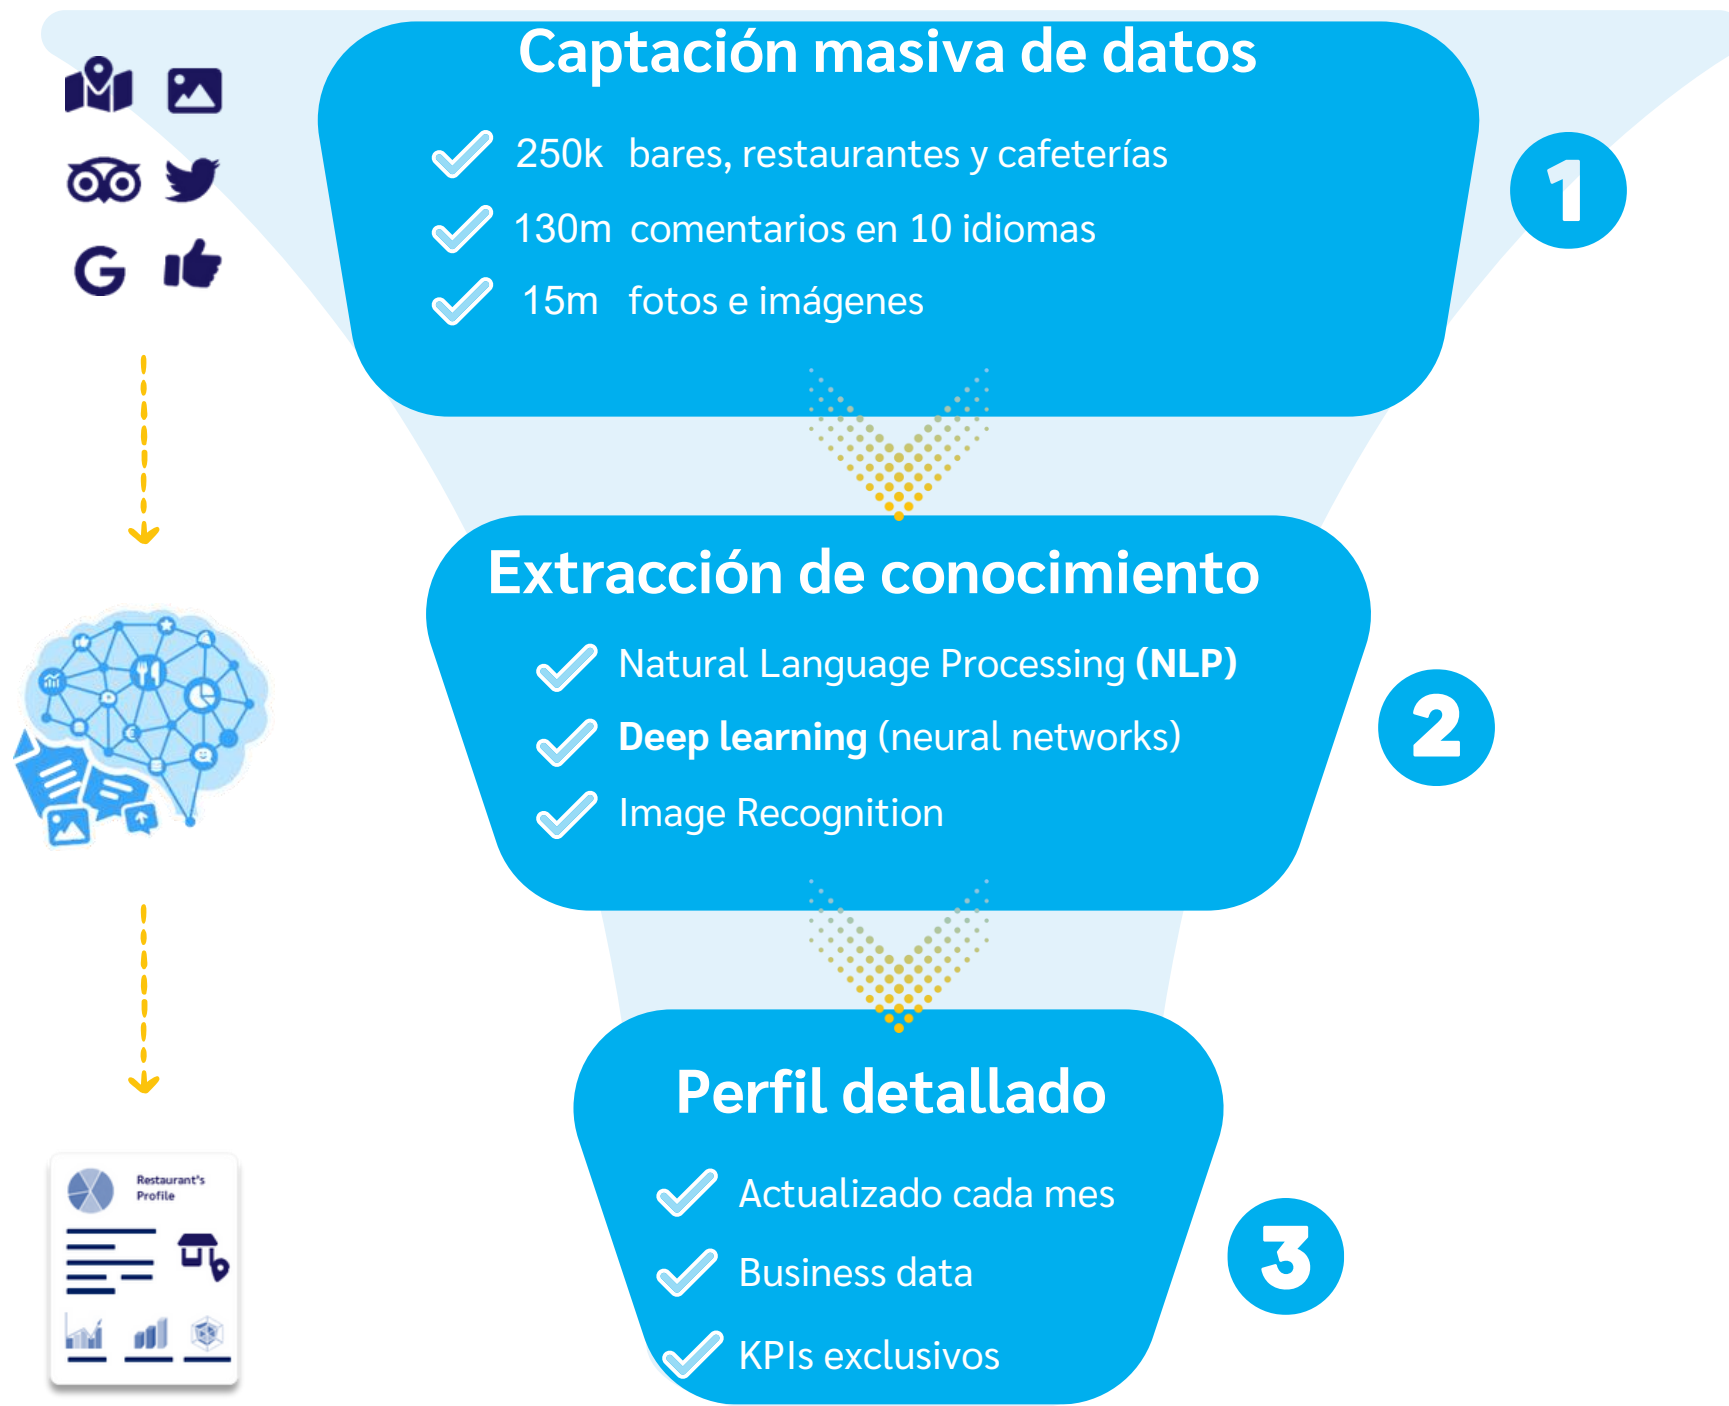 Captación masiva de datos
250k bares, restaurantes y cafeterías
130m comentarios en 10 idiomas
15m fotos e imágenes
1
Extracción de conocimiento
Natural Language Processing (NLP)
Deep learning (neural networks)
Image Recognition
2
Perfil detallado
Actualizado cada mes
Business data
KPIs exclusivos
3
Restaurant's
Profile